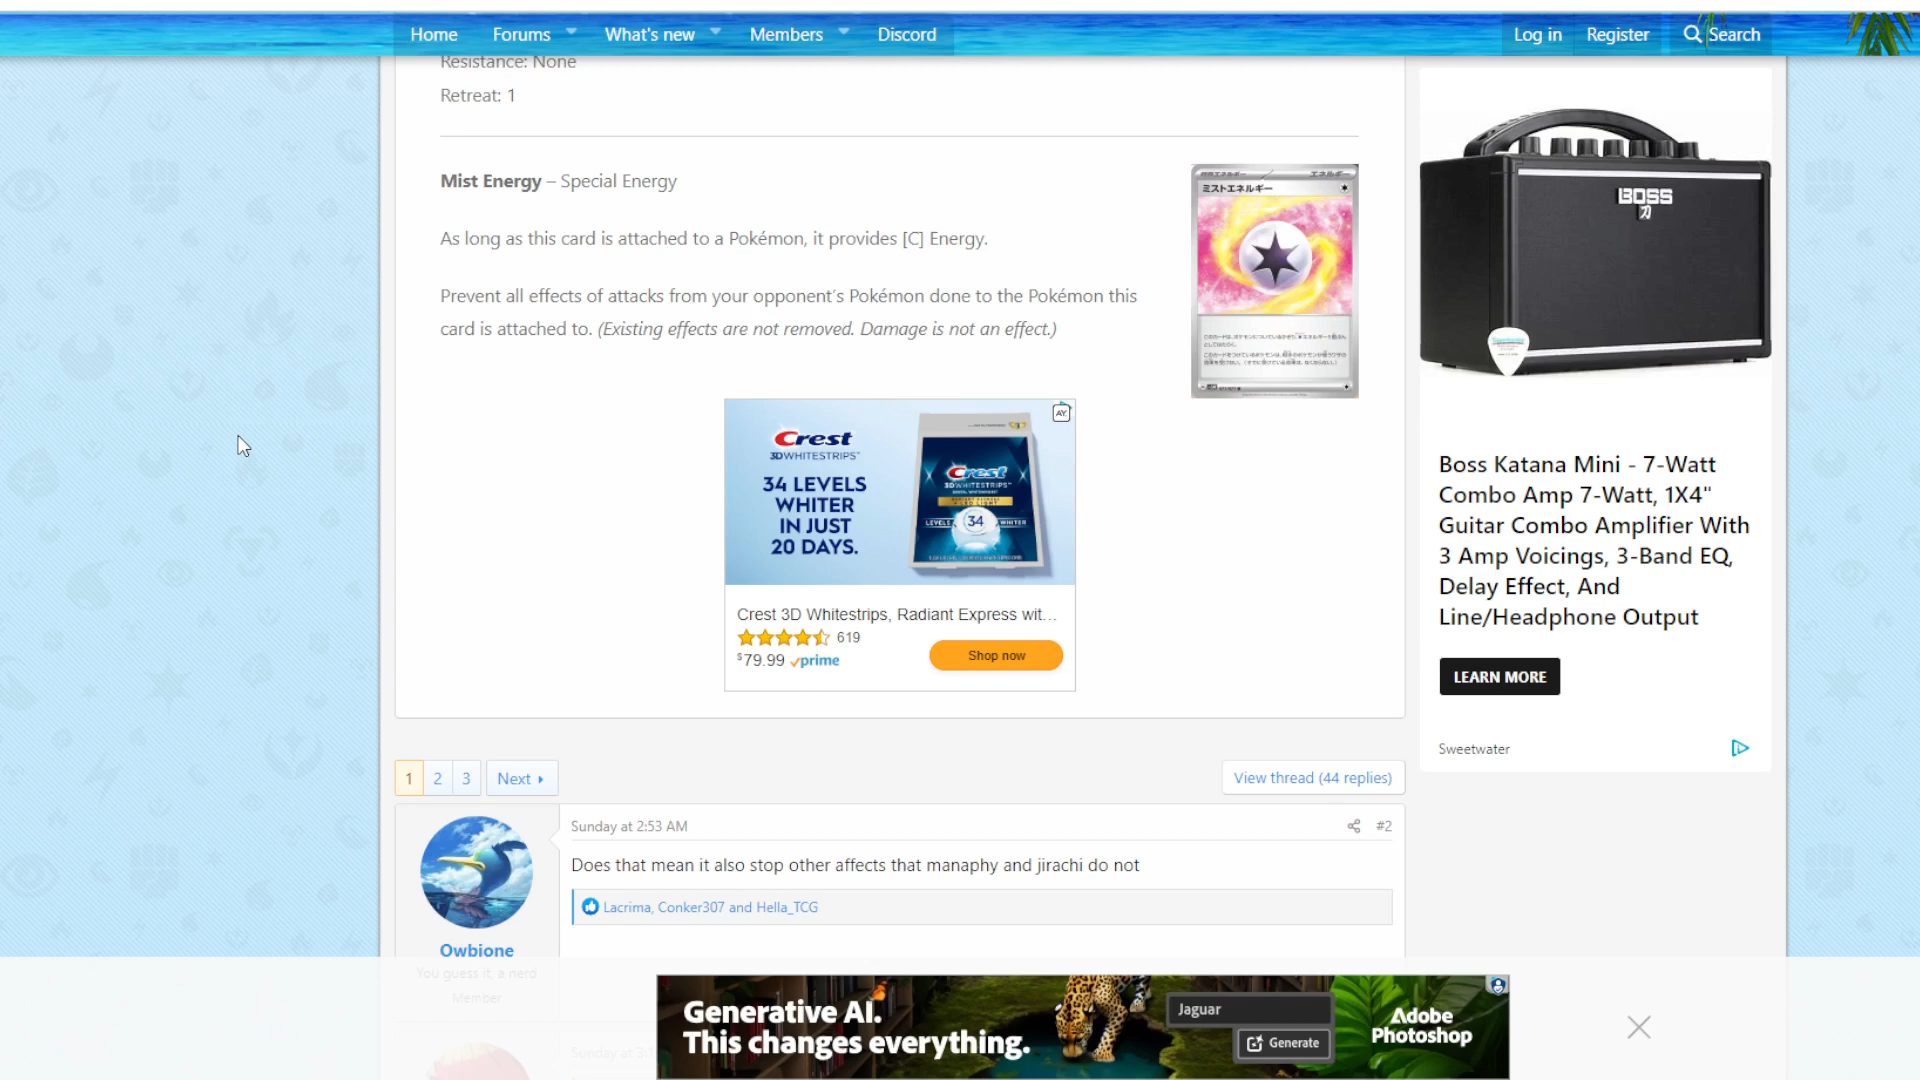 Home
Forums
What's new
Members
Discord
Log in
Register
Search
Resistance: None
Retreat: 1
Mist Energy – Special Energy
As long as this card is attached to a Pokémon, it provides [C] Energy.
Prevent all effects of attacks from your opponent's Pokémon done to the Pokémon this
card is attached to. (Existing effects are not removed. Damage is not an effect.)
ミストエネルギー
BOSS
Crest
3DWHITESTRIPS™
34 LEVELS
WHITER
IN JUST
20 DAYS.
AY
Crest
3DWHITESTRIPS
LEVELS 34 WHITER
Crest 3D Whitestrips, Radiant Express wit...
619
$79.99 prime
Shop now
Boss Katana Mini - 7-Watt
Combo Amp 7-Watt, 1X4"
Guitar Combo Amplifier With
3 Amp Voicings, 3-Band EQ,
Delay Effect, And
Line/Headphone Output
LEARN MORE
Sweetwater
1 2 3 Next
View thread (44 replies)
Sunday at 2:53 AM
#2
Does that mean it also stop other affects that manaphy and jirachi do not
Lacrima, Conker307 and Hella_TCG
Owbione
You guess it, a nerd
Member
Generative AI.
This changes everything.
Jaguar
Generate
Adobe
Photoshop